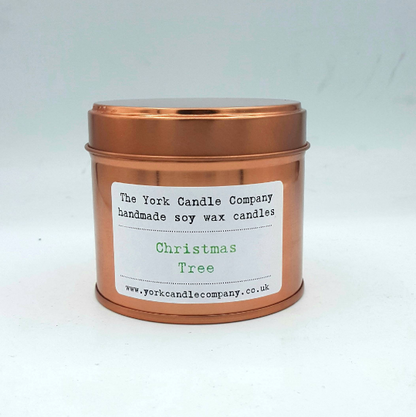 The York Candle Company
handmade soy wax candles
Christmas
Tree
www.yorkcandlecompany.co.uk